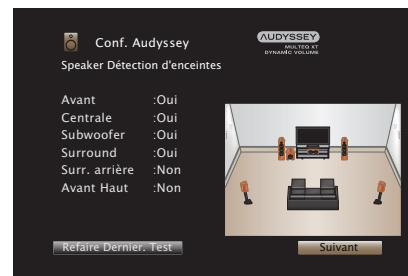 Conf. Audyssey
AUDYSSEY
MULTEQ XT
DYNAMIC VOLUME
Speaker Détection d'enceintes
Avant :Oui
Centrale :Oui
Subwoofer :Oui
Surround :Oui
Surr. arrière :Non
Avant Haut :Non
Refaire Dernier. Test
Suivant